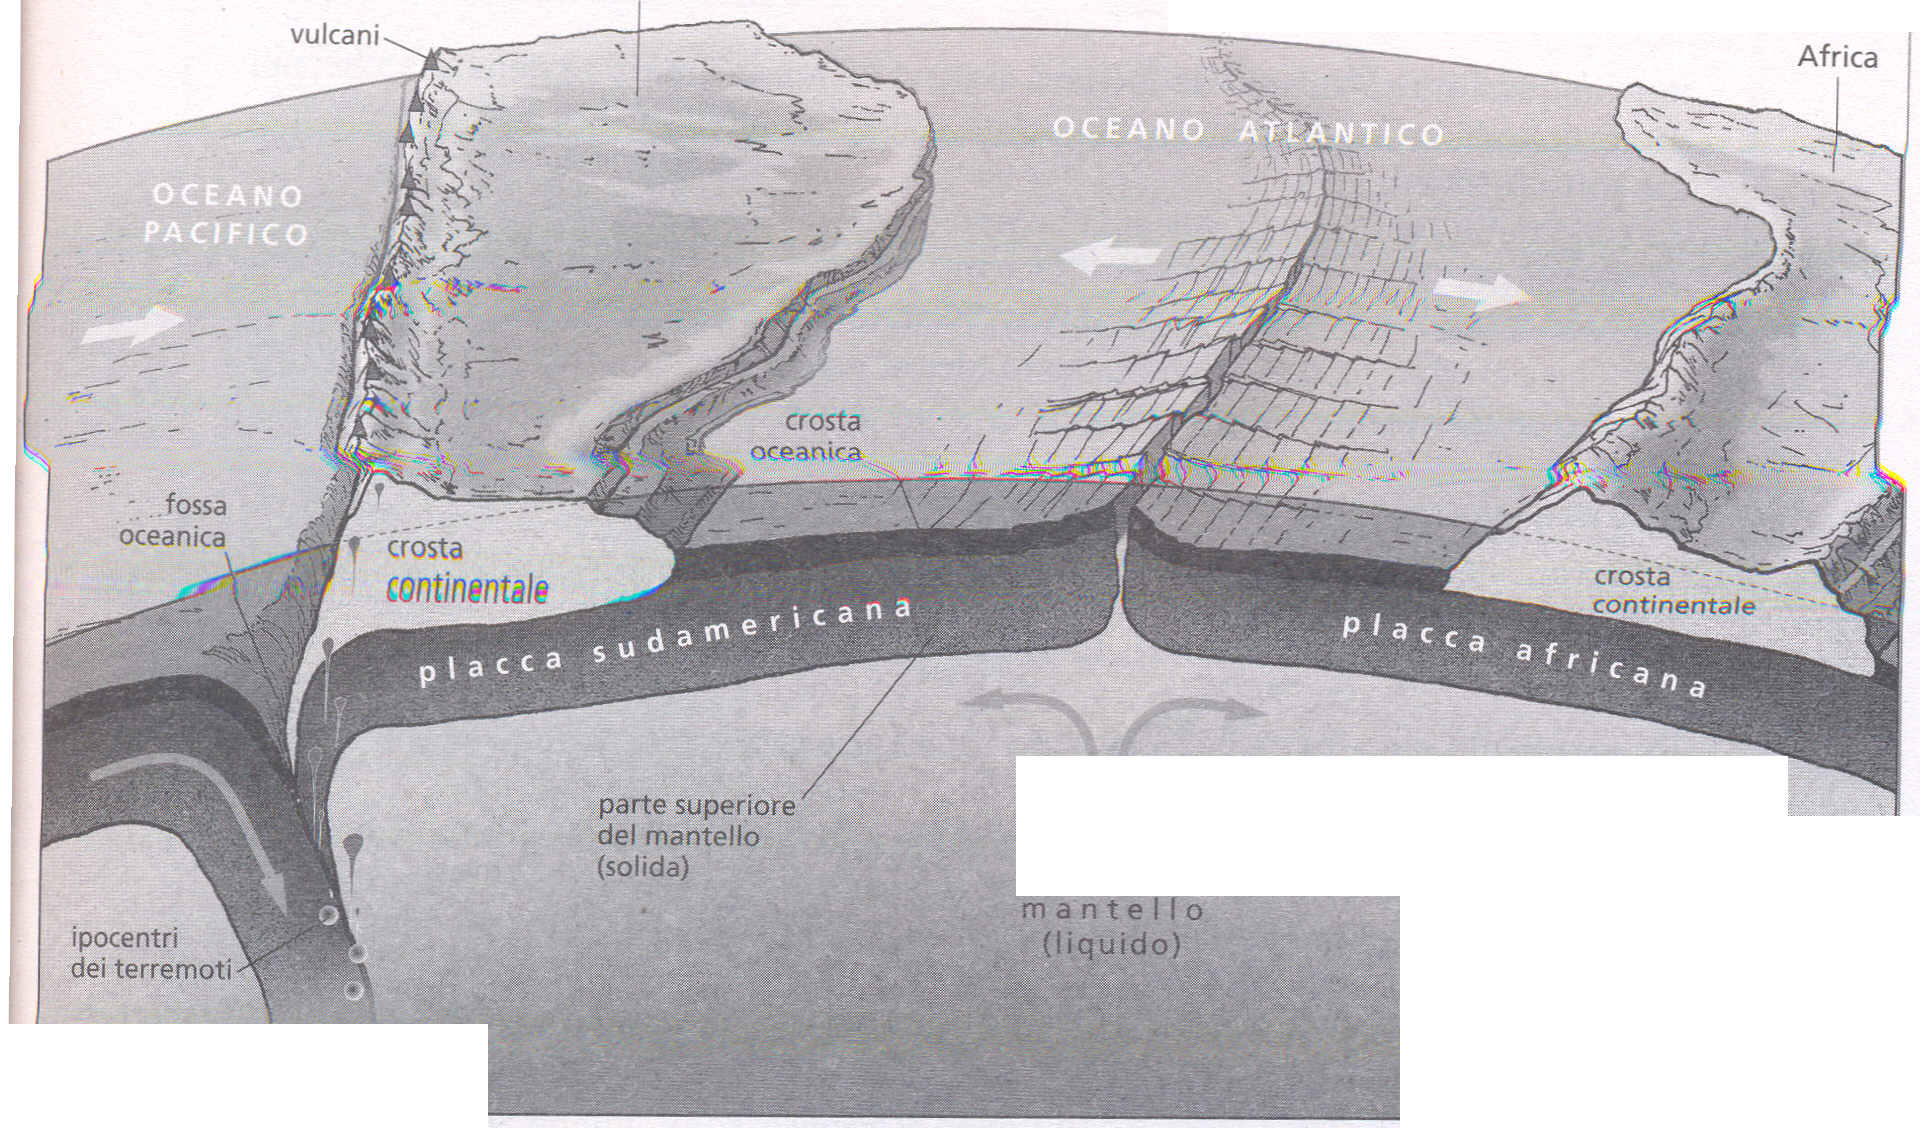 vulcani
Africa
OCEANO ATLANTICO
OCEANO
PACIFICO
crosta
oceanica
fossa
oceanica
crosta
continentale
crosta
continentale
placca sudamericana
placca africana
parte superiore
del mantello
(solida)
mantello
(liquido)
ipocentri
dei terremoti